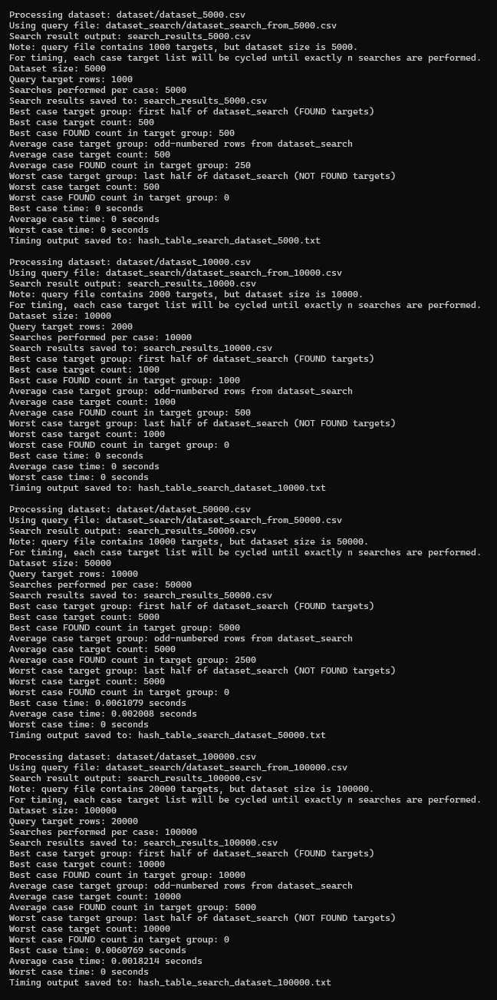 Processing dataset: dataset/dataset_5000.csv
Using query file: dataset_search/dataset_search_from_5000.csv
Search result output: search_results_5000.csv
Note: query file contains 1000 targets, but dataset size is 5000.
For timing, each case target list will be cycled until exactly n searches are performed.
Dataset size: 5000
Query target rows: 1000
Searches performed per case: 5000
Search results saved to: search_results_5000.csv
Best case target group: first half of dataset_search (FOUND targets)
Best case target count: 500
Best case FOUND count in target group: 500
Average case target group: odd-numbered rows from dataset_search
Average case target count: 500
Average case FOUND count in target group: 250
Worst case target group: last half of dataset_search (NOT FOUND targets)
Worst case target count: 500
Worst case FOUND count in target group: 0
Best case time: 0 seconds
Average case time: 0 seconds
Worst case time: 0 seconds
Timing output saved to: hash_table_search_dataset_5000.txt

Processing dataset: dataset/dataset_10000.csv
Using query file: dataset_search/dataset_search_from_10000.csv
Search result output: search_results_10000.csv
Note: query file contains 2000 targets, but dataset size is 10000.
For timing, each case target list will be cycled until exactly n searches are performed.
Dataset size: 10000
Query target rows: 2000
Searches performed per case: 10000
Search results saved to: search_results_10000.csv
Best case target group: first half of dataset_search (FOUND targets)
Best case target count: 1000
Best case FOUND count in target group: 1000
Average case target group: odd-numbered rows from dataset_search
Average case target count: 1000
Average case FOUND count in target group: 500
Worst case target group: last half of dataset_search (NOT FOUND targets)
Worst case target count: 1000
Worst case FOUND count in target group: 0
Best case time: 0 seconds
Average case time: 0 seconds
Worst case time: 0 seconds
Timing output saved to: hash_table_search_dataset_10000.txt

Processing dataset: dataset/dataset_50000.csv
Using query file: dataset_search/dataset_search_from_50000.csv
Search result output: search_results_50000.csv
Note: query file contains 10000 targets, but dataset size is 50000.
For timing, each case target list will be cycled until exactly n searches are performed.
Dataset size: 50000
Query target rows: 10000
Searches performed per case: 50000
Search results saved to: search_results_50000.csv
Best case target group: first half of dataset_search (FOUND targets)
Best case target count: 5000
Best case FOUND count in target group: 5000
Average case target group: odd-numbered rows from dataset_search
Average case target count: 5000
Average case FOUND count in target group: 2500
Worst case target group: last half of dataset_search (NOT FOUND targets)
Worst case target count: 5000
Worst case FOUND count in target group: 0
Best case time: 0.0061079 seconds
Average case time: 0.002008 seconds
Worst case time: 0 seconds
Timing output saved to: hash_table_search_dataset_50000.txt

Processing dataset: dataset/dataset_100000.csv
Using query file: dataset_search/dataset_search_from_100000.csv
Search result output: search_results_100000.csv
Note: query file contains 20000 targets, but dataset size is 100000.
For timing, each case target list will be cycled until exactly n searches are performed.
Dataset size: 100000
Query target rows: 20000
Searches performed per case: 100000
Search results saved to: search_results_100000.csv
Best case target group: first half of dataset_search (FOUND targets)
Best case target count: 10000
Best case FOUND count in target group: 10000
Average case target group: odd-numbered rows from dataset_search
Average case target count: 10000
Average case FOUND count in target group: 5000
Worst case target group: last half of dataset_search (NOT FOUND targets)
Worst case target count: 10000
Worst case FOUND count in target group: 0
Best case time: 0.0060769 seconds
Average case time: 0.0018214 seconds
Worst case time: 0 seconds
Timing output saved to: hash_table_search_dataset_100000.txt